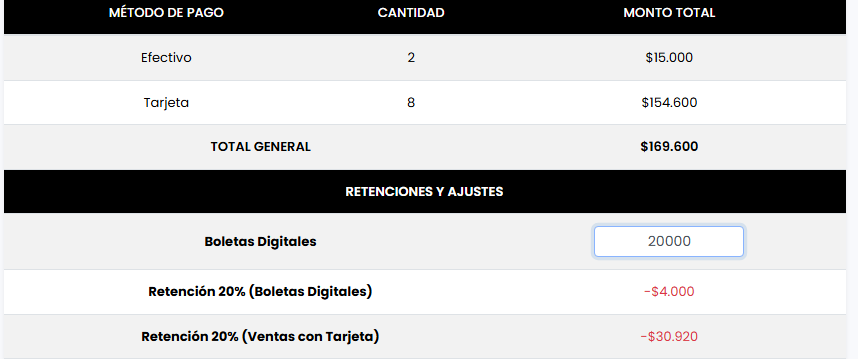 MÉTODO DE PAGO CANTIDAD MONTO TOTAL
Efectivo 2 $15.000
Tarjeta 8 $154.600
TOTAL GENERAL $169.600
RETENCIONES Y AJUSTES
Boletas Digitales 20000
Retención 20% (Boletas Digitales) -$4.000
Retención 20% (Ventas con Tarjeta) -$30.920